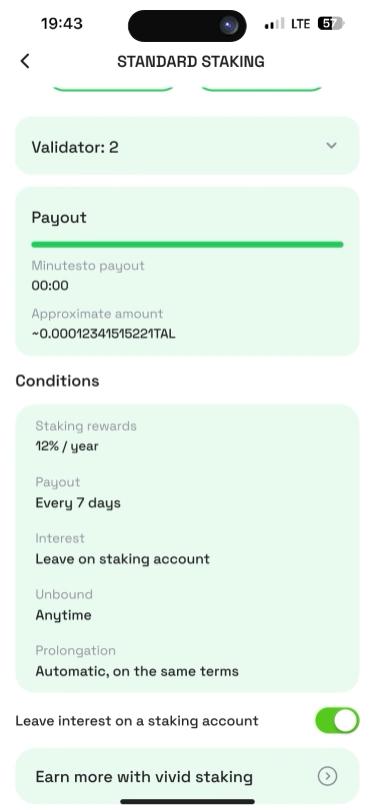 19:43
LTE
57
STANDARD STAKING
Validator: 2
Payout
Minutesto payout
00:00
Approximate amount
~0.00012341515221TAL
Conditions
Staking rewards
12% / year
Payout
Every 7 days
Interest
Leave on staking account
Unbound
Anytime
Prolongation
Automatic, on the same terms
Leave interest on a staking account
Earn more with vivid staking